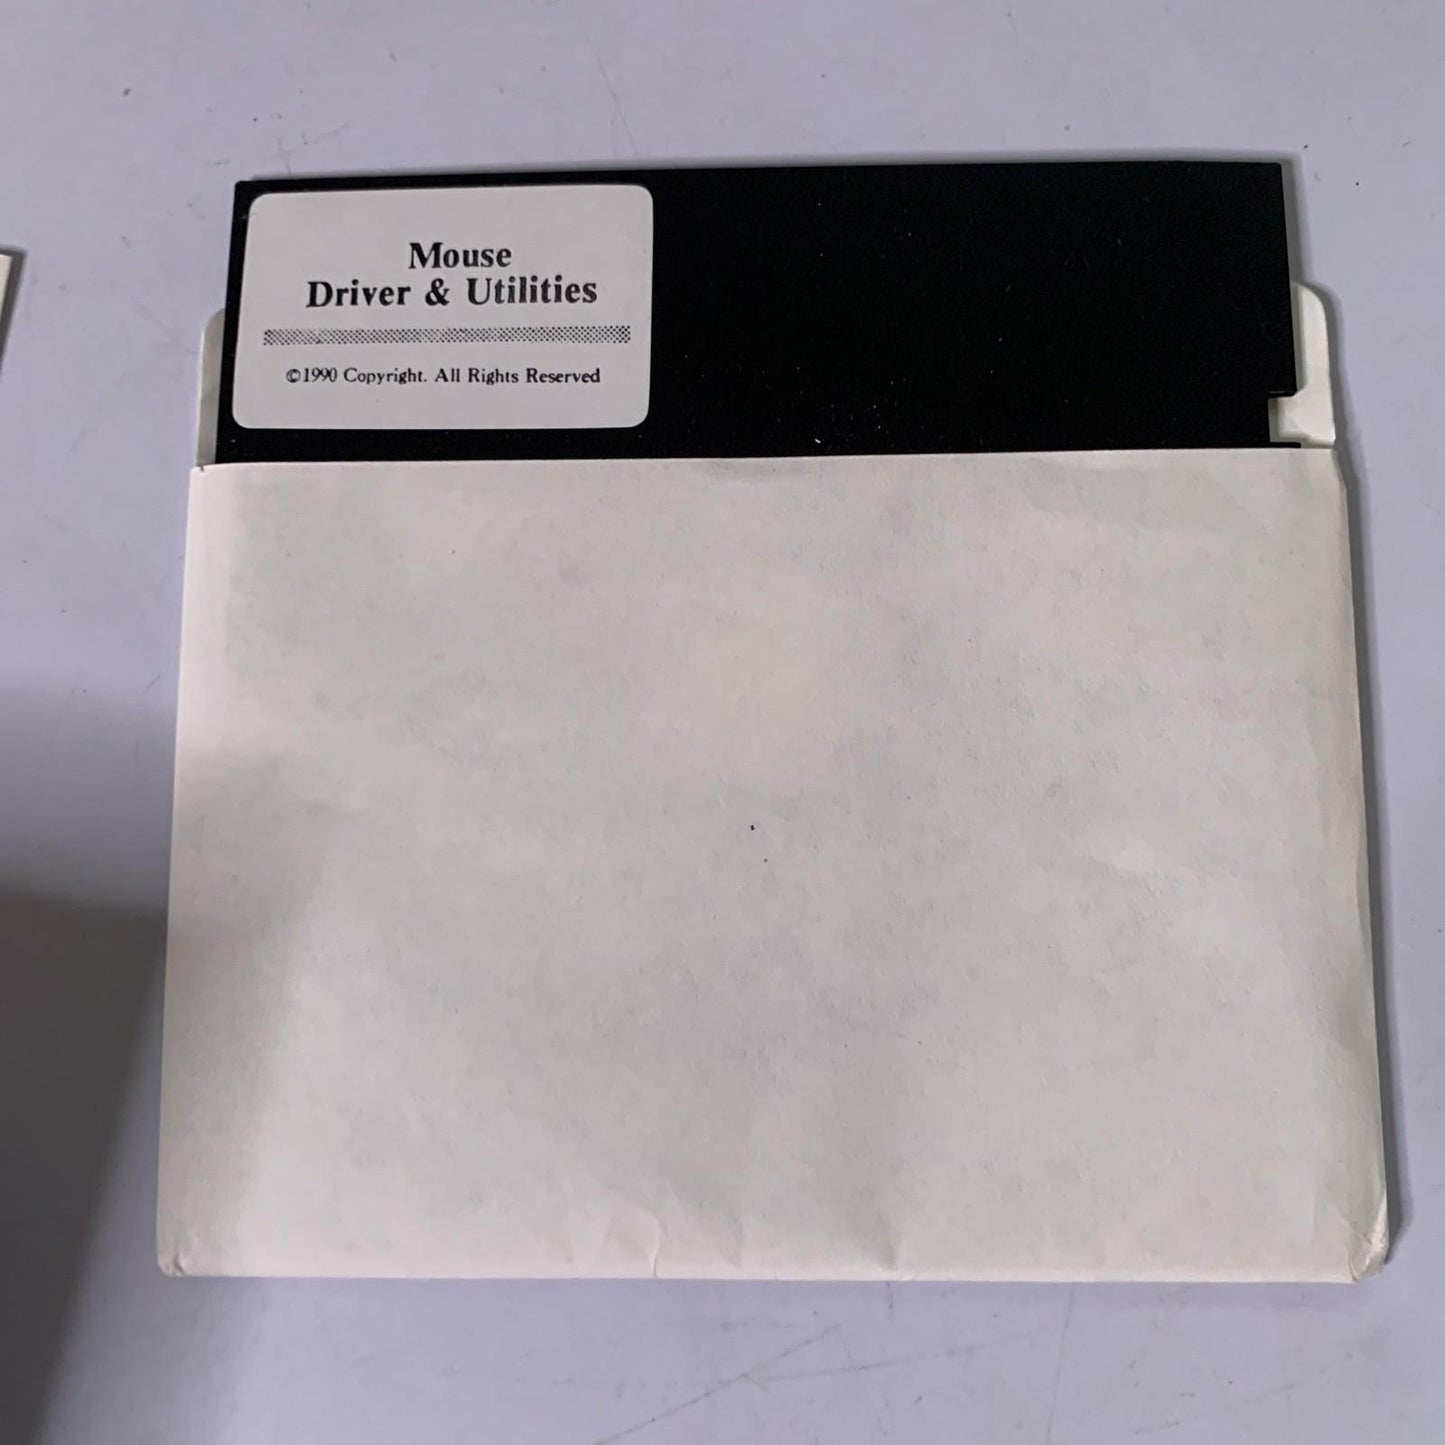 Mouse
Driver & Utilities
©1990 Copyright. All Rights Reserved